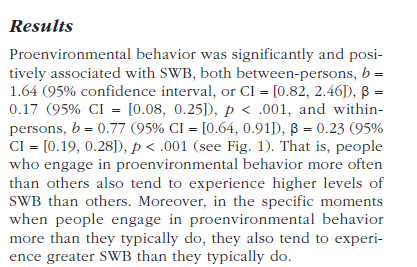 Results
Proenvironmental behavior was significantly and posi-
tively associated with SWB, both between-persons, b =
1.64 (95% confidence interval, or CI = [0.82, 2.46]), β =
0.17 (95% CI = [0.08, 0.25]), p < .001, and within-
persons, b = 0.77 (95% CI = [0.64, 0.91]), β = 0.23 (95%
CI = [0.19, 0.28]), p < .001 (see Fig. 1). That is, people
who engage in proenvironmental behavior more often
than others also tend to experience higher levels of
SWB than others. Moreover, in the specific moments
when people engage in proenvironmental behavior
more than they typically do, they also tend to experi-
ence greater SWB than they typically do.